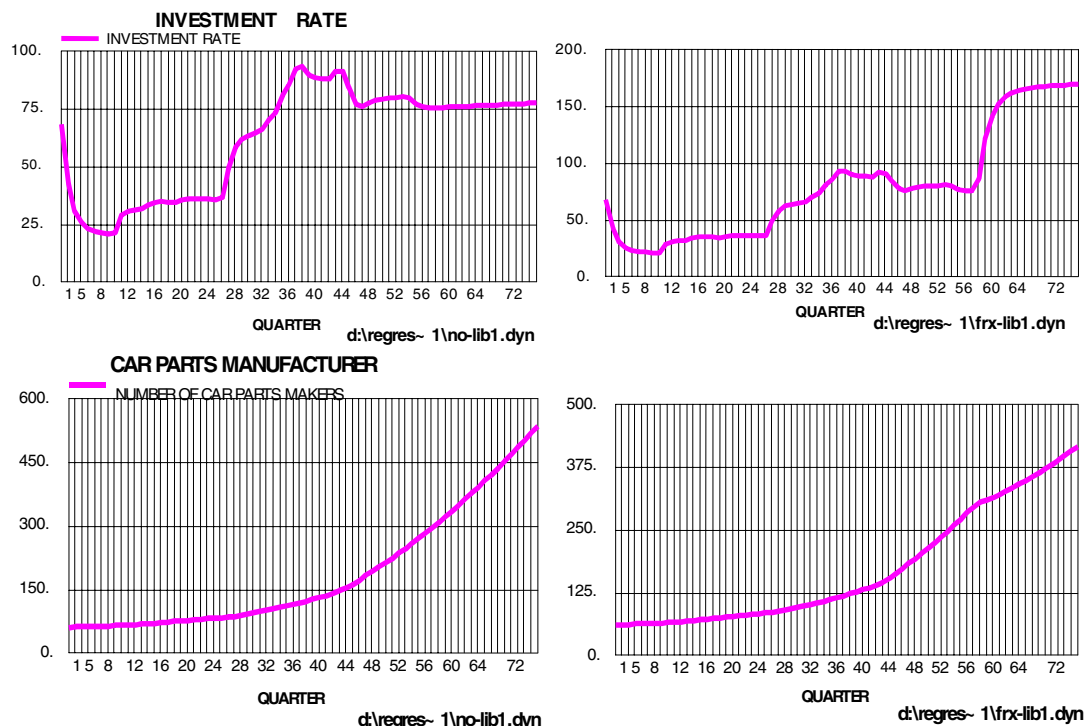 INVESTMENT RATE
INVESTMENT RATE
100.
75.
50.
25.
0.
1 5 8 12 16 20 24 28 32 36 40 44 48 52 56 60 64 72
QUARTER
d:\regres~ 1\no-lib1.dyn
200.
150.
100.
50.
0.
1 5 8 12 16 20 24 28 32 36 40 44 48 52 56 60 64 72
QUARTER
d:\regres~ 1\frx-lib1.dyn
CAR PARTS MANUFACTURER
NUMBER OF CAR PARTS MAKERS
600.
450.
300.
150.
0.
1 5 8 12 16 20 24 28 32 36 40 44 48 52 56 60 64 72
QUARTER
d:\regres~ 1\no-lib1.dyn
500.
375.
250.
125.
0.
1 5 8 12 16 20 24 28 32 36 40 44 48 52 56 60 64 72
QUARTER
d:\regres~ 1\frx-lib1.dyn